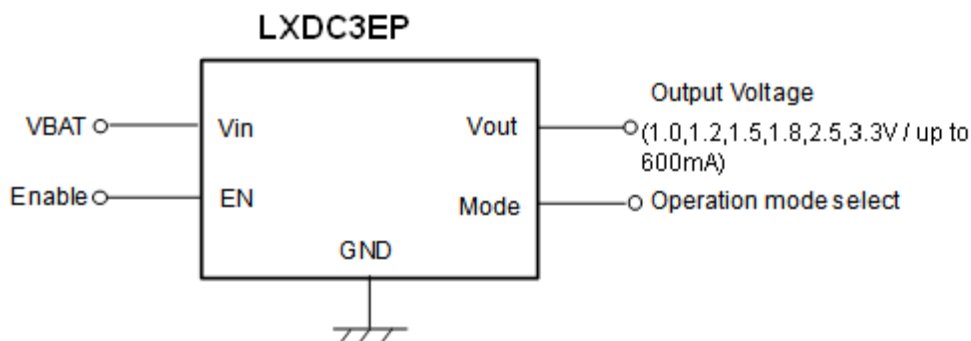 LXDC3EP
VBAT
Vin
Enable
EN
GND
Vout
Mode
Output Voltage
(1.0,1.2,1.5,1.8,2.5,3.3V / up to
600mA)
Operation mode select